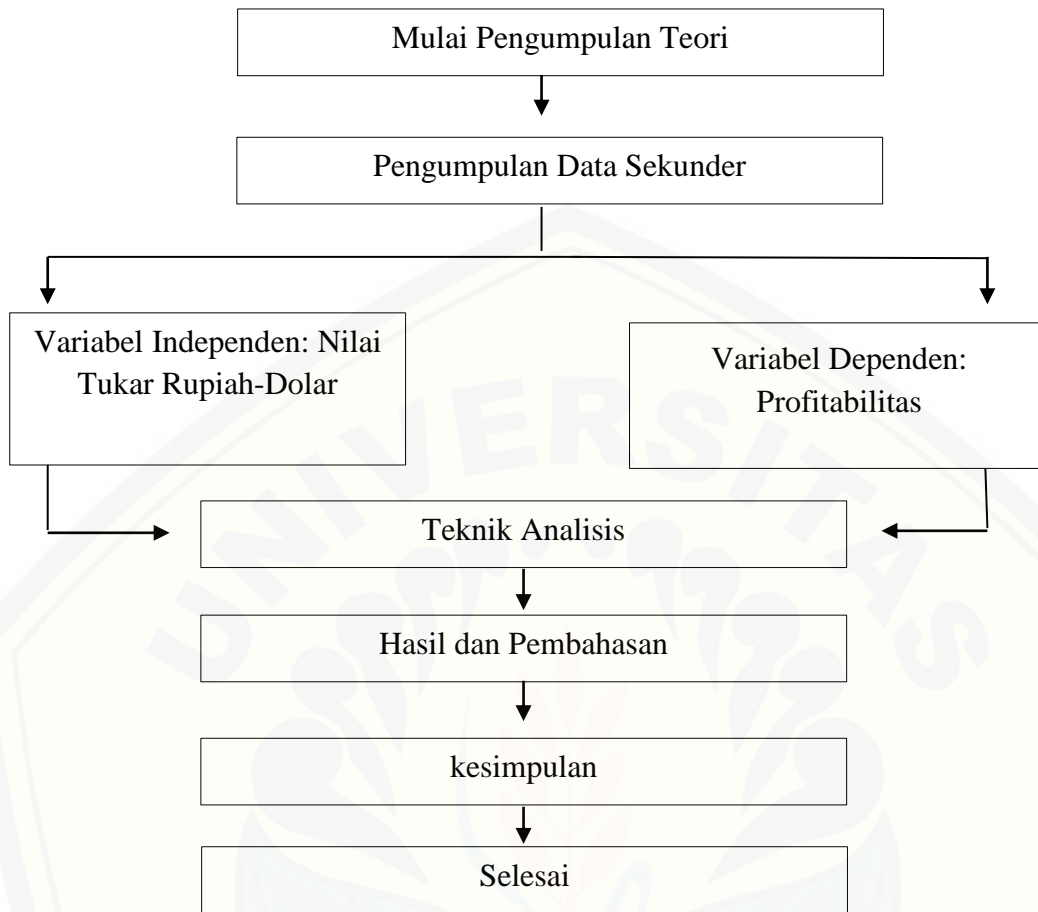 Mulai Pengumpulan Teori
Pengumpulan Data Sekunder
Variabel Independen: Nilai
Tukar Rupiah-Dolar
Variabel Dependen:
Profitabilitas
UNIVERSITAS
Teknik Analisis
Hasil dan Pembahasan
kesimpulan
Selesai